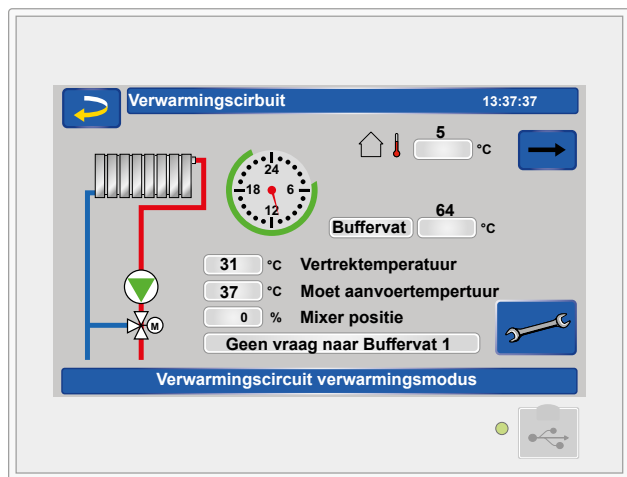 Verwarmingscirbuit 13:37:37
5
°C
24
18 6
12
64
Buffervat °C
31 °C Vertrektemperatuur
37 °C Moet aanvoertempertuur
0 % Mixer positie
M
Geen vraag naar Buffervat 1
Verwarmingscircuit verwarmingsmodus